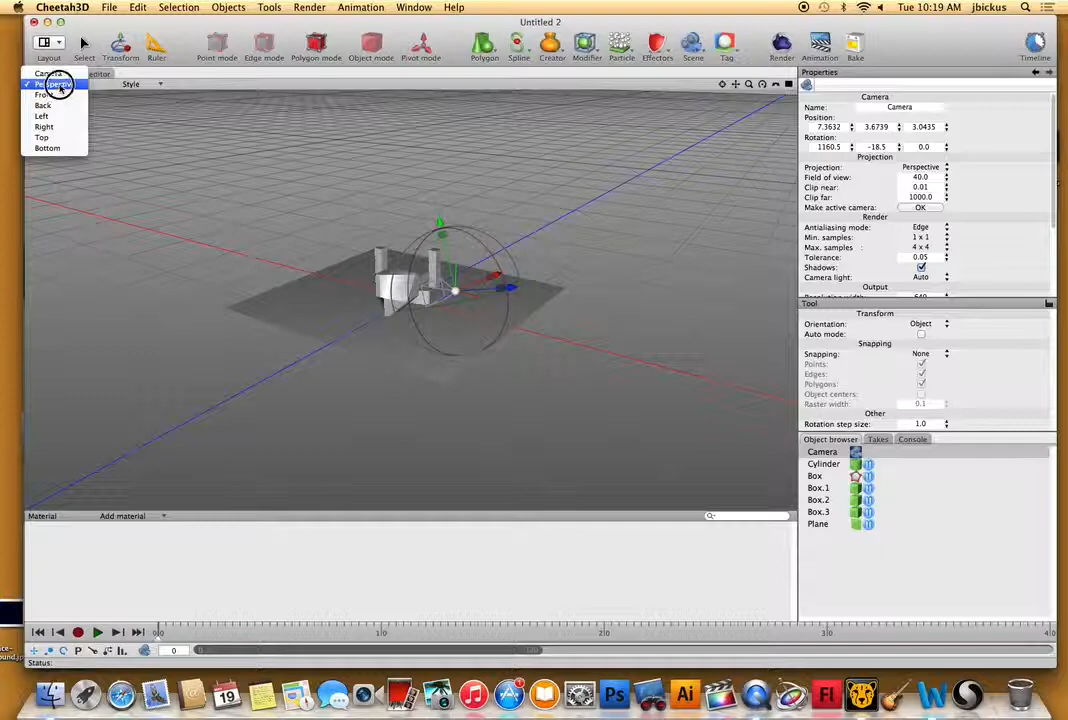 Cheetah3D File Edit Selection Objects Tools Render Animation Window Help Tue 10:19 AM jbickus
Untitled 2
Layout Select Transform Ruler Point mode Edge mode Polygon mode Object mode Pivot mode Polygon Spline Creator Modifier Particle Effectors Scene Tag Render Animation Bake Timeline
Camera editor
Perspective Style
Front
Back
Left
Right
Top
Bottom
Properties
Camera
Name: Camera
Position:
7.3632 3.6739 3.0435
Rotation:
1160.5 -18.5 0.0
Projection
Projection: Perspective
Field of view: 40.0
Clip near: 0.01
Clip far: 1000.0
Make active camera: OK
Render
Antialiasing mode: Edge
Min. samples: 1 x 1
Max. samples : 4 x 4
Tolerance: 0.05
Shadows:
Camera light: Auto
Output
Resolution width: 640
Tool
Transform
Orientation: Object
Auto mode:
Snapping
Snapping: None
Points:
Edges:
Polygons:
Object centers:
Raster width: 0.1
Other
Rotation step size: 1.0
Object browser Takes Console
Camera
Cylinder
Box
Box.1
Box.2
Box.3
Plane
Material Add material
0 10 20 30 40
P 0
Status:
19
Ps Ai Fl W S